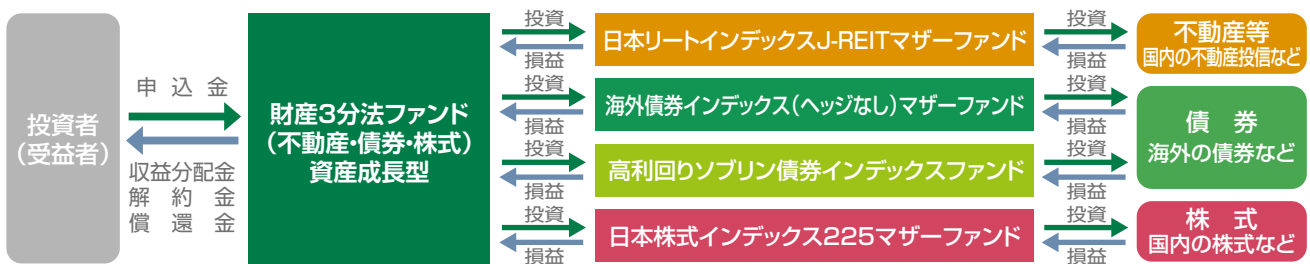 投資者
(受益者)
申込金
収益分配金
解約金
償還金
財産3分法ファンド
(不動産・債券・株式)
資産成長型
投資
損益
日本リートインデックスJ-REITマザーファンド
投資
損益
不動産等
国内の不動産投信など
投資
損益
海外債券インデックス(ヘッジなし)マザーファンド
投資
損益
債券
海外の債券など
投資
損益
高利回りソブリン債券インデックスファンド
投資
損益
投資
損益
日本株式インデックス225マザーファンド
投資
損益
株式
国内の株式など